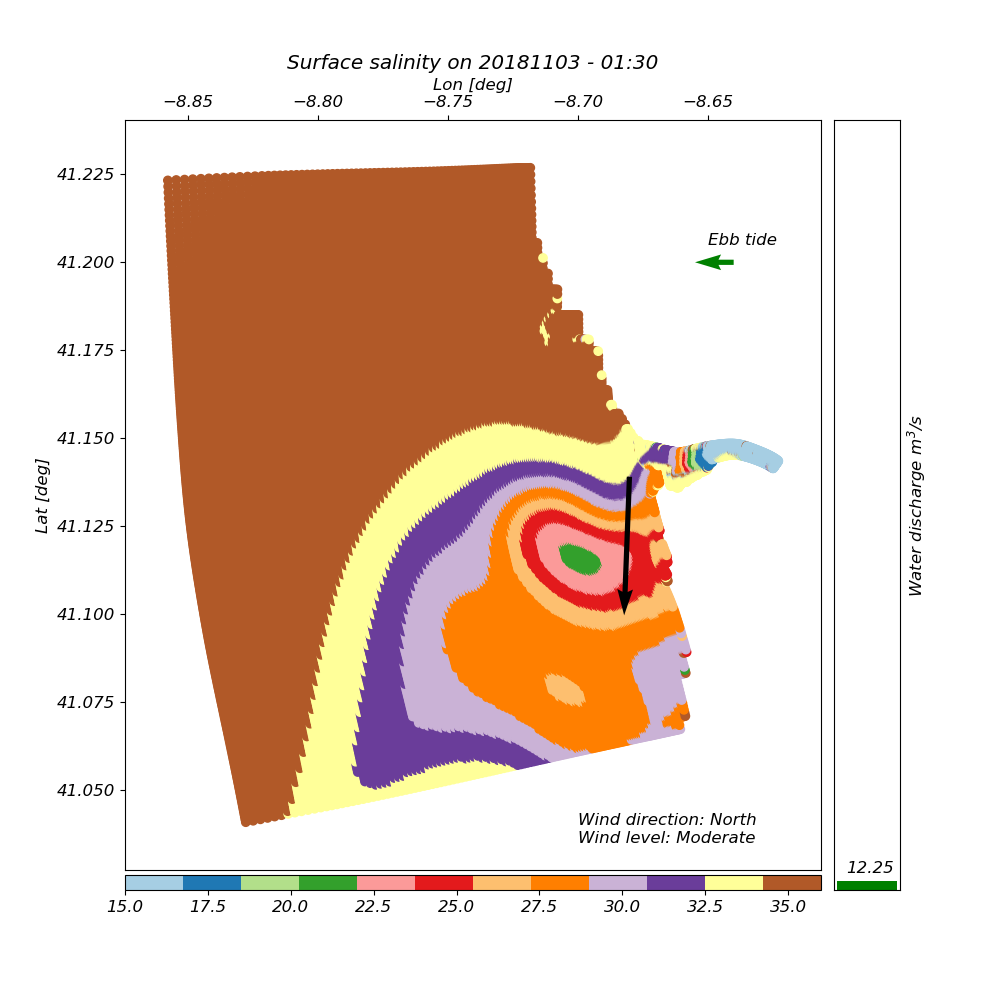 Surface salinity on 20181103 - 01:30
Lon [deg]
−8.85 −8.80 −8.75 −8.70 −8.65
41.225
41.200
41.175
41.150
41.125
41.100
41.075
41.050
Lat [deg]
Ebb tide
Wind direction: North
Wind level: Moderate
Water discharge m³/s
12.25
15.0 17.5 20.0 22.5 25.0 27.5 30.0 32.5 35.0